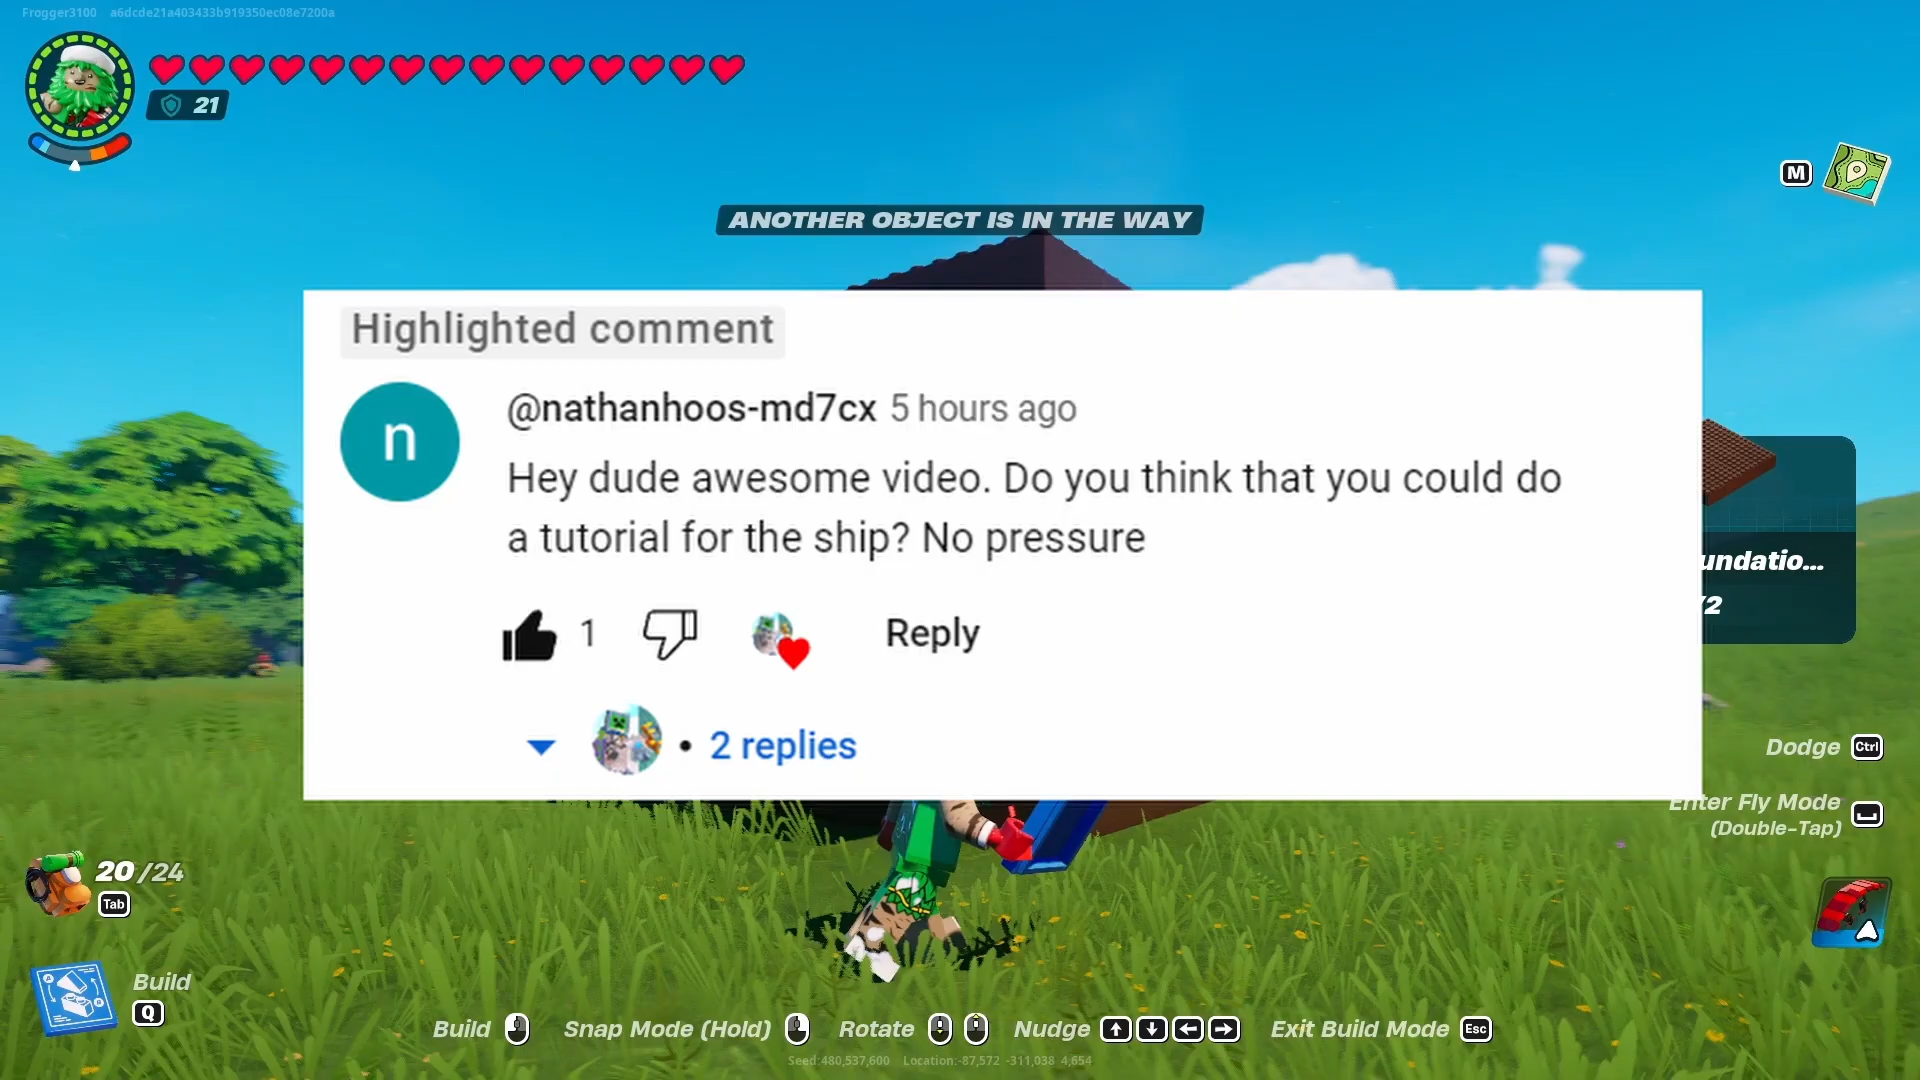 Frogger3100 a6dcde21a403433b919350ec08e7200a
21
M
ANOTHER OBJECT IS IN THE WAY
Highlighted comment
n
@nathanhoos-md7cx 5 hours ago
Hey dude awesome video. Do you think that you could do
a tutorial for the ship? No pressure
1
Reply
2 replies
undatio...
/2
Dodge Ctrl
Enter Fly Mode
(Double-Tap)
20/24
Tab
Build
Q
Build Snap Mode (Hold) Rotate Nudge Exit Build Mode Esc
Seed:480,537,600 Location:-87,572 -311,038 4,654